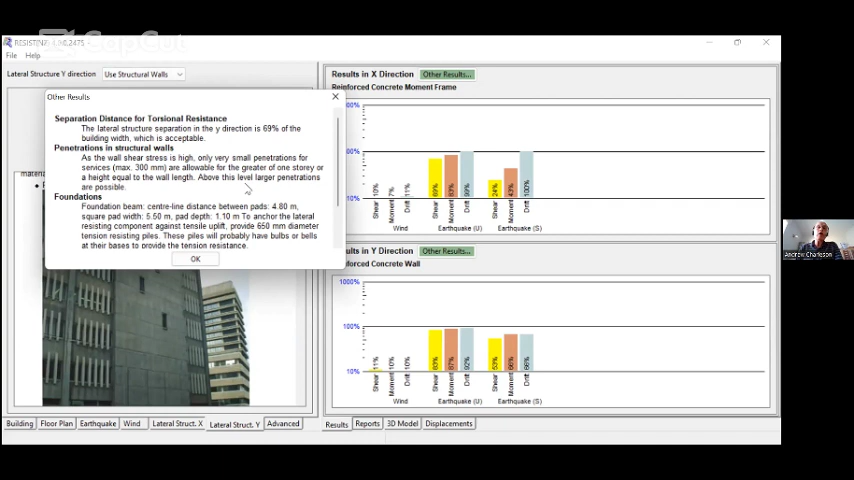 RESIST(NZ) 4.0.0.2475
CapCut
File Help
Lateral Structure Y direction
Use Structural Walls
Other Results
Separation Distance for Torsional Resistance
The lateral structure separation in the y direction is 69% of the
building width, which is acceptable.
Penetrations in structural walls
As the wall shear stress is high, only very small penetrations for
services (max. 300 mm) are allowable for the greater of one storey or
a height equal to the wall length. Above this level larger penetrations
are possible.
Foundations
Foundation beam: centre-line distance between pads: 4.80 m,
square pad width: 5.50 m, pad depth: 1.10 m To anchor the lateral
resisting component against tensile uplift, provide 650 mm diameter
tension resisting piles. These piles will probably have bulbs or bells
at their bases to provide the tension resistance.
OK
Results in X Direction
Other Results...
Reinforced Concrete Moment Frame
100%
10%
Shear 10%
Moment 7%
Drift 11%
Wind
Shear 69%
Moment 83%
Drift 99%
Earthquake (U)
Shear 24%
Moment 43%
Drift 100%
Earthquake (S)
Results in Y Direction
Other Results...
Concrete Wall
1000%
100%
10%
Shear 11%
Moment 10%
Drift 10%
Wind
Shear 83%
Moment 87%
Drift 92%
Earthquake (U)
Shear 53%
Moment 66%
Drift 66%
Earthquake (S)
Building
Floor Plan
Earthquake
Wind
Lateral Struct. X
Lateral Struct. Y
Advanced
Results
Reports
3D Model
Displacements
Andrew Charleson